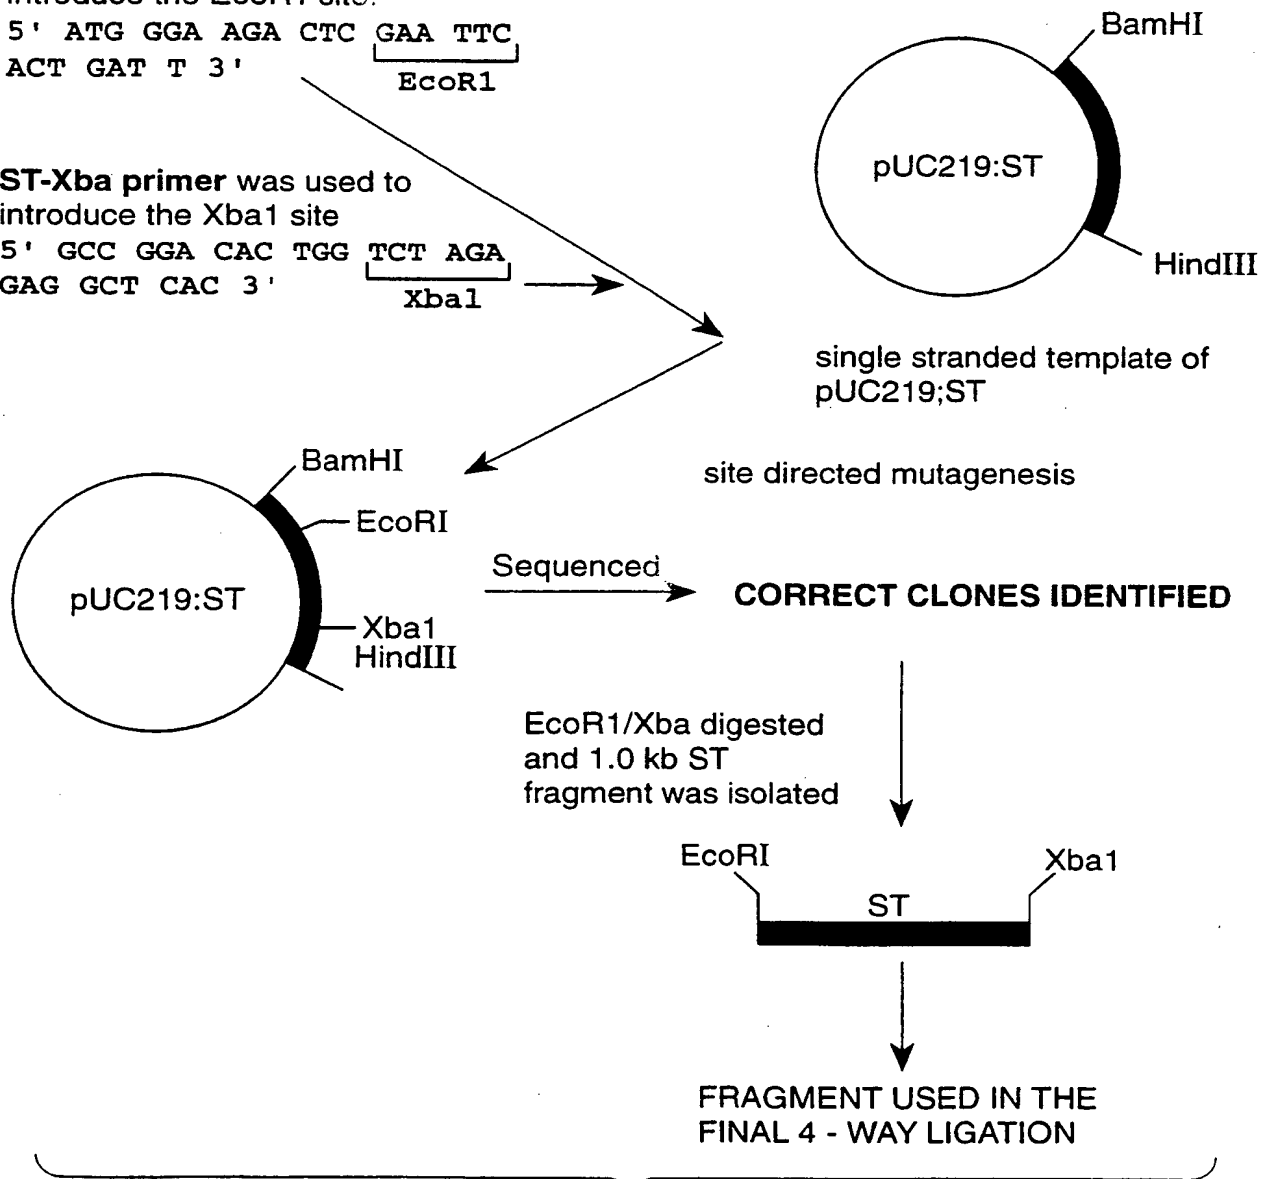 introduce the EcoR1 site.
5' ATG GGA AGA CTC GAA TTC
ACT GAT T 3'
EcoR1
ST-Xba primer was used to
introduce the Xba1 site
5' GCC GGA CAC TGG TCT AGA
GAG GCT CAC 3'
Xba1
BamHI
pUC219:ST
HindIII
single stranded template of
pUC219;ST
site directed mutagenesis
BamHI
EcoRI
pUC219:ST
Xba1
HindIII
Sequenced
CORRECT CLONES IDENTIFIED
EcoR1/Xba digested
and 1.0 kb ST
fragment was isolated
EcoRI
Xba1
ST
FRAGMENT USED IN THE
FINAL 4 - WAY LIGATION